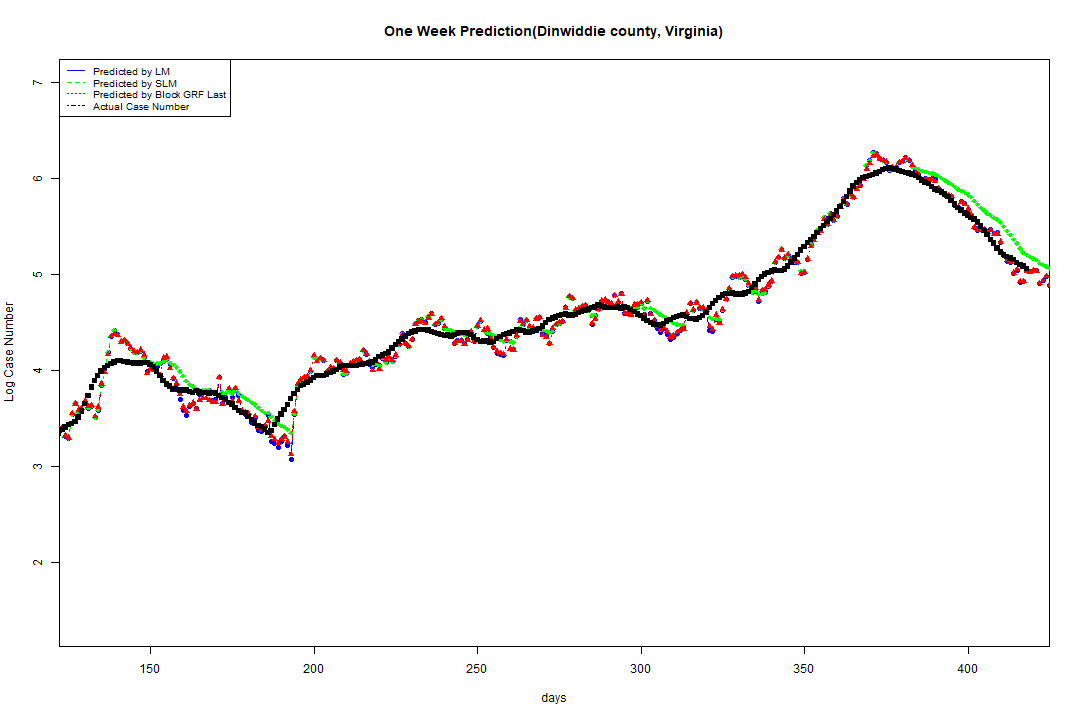 One Week Prediction(Dinwiddie county, Virginia)
Predicted by LM
Predicted by SLM
Predicted by Block GRF Last
Actual Case Number
Log Case Number
7
6
5
4
3
2
150 200 250 300 350 400
days